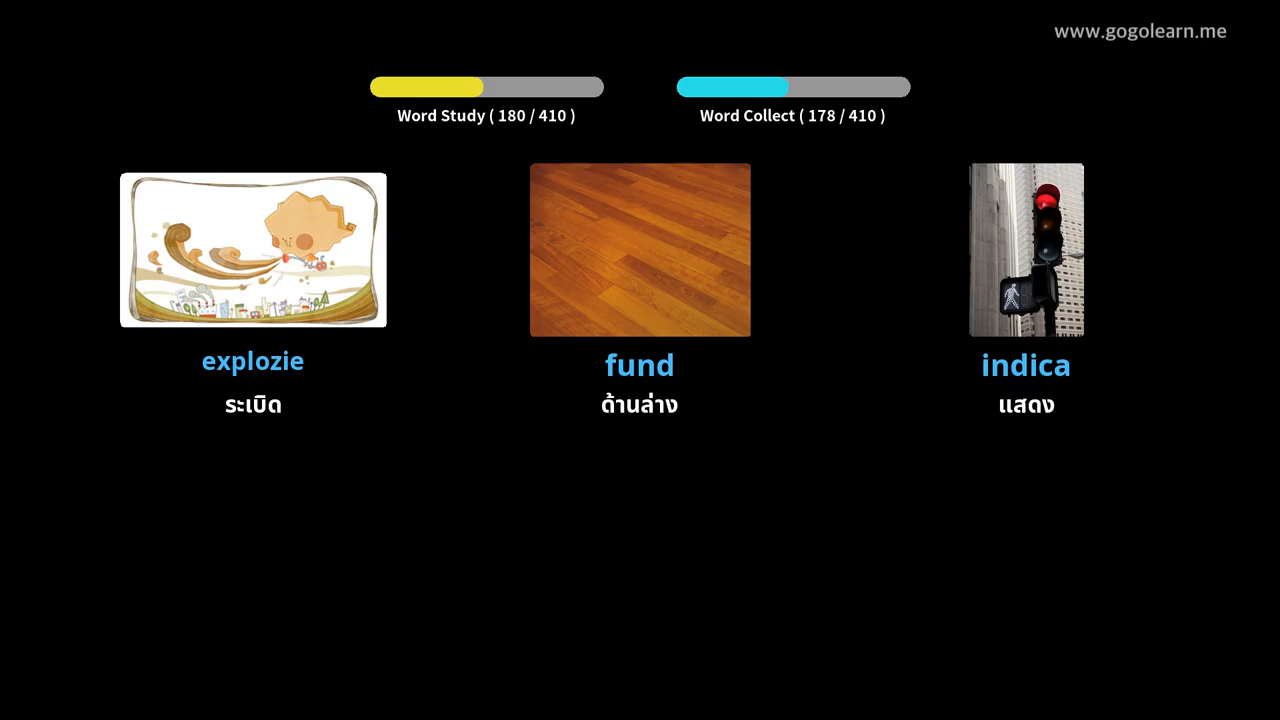 www.gogolearn.me
Word Study ( 180 / 410 )
Word Collect ( 178 / 410 )
explozie
fund
indica
ระเบิด
ด้านล่าง
แสดง